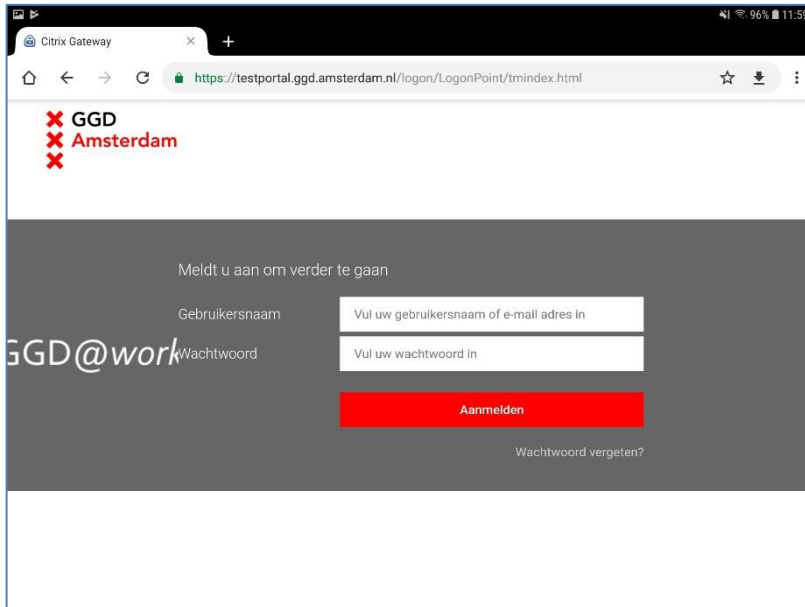 96% 11:59
Citrix Gateway
https://testportal.ggd.amsterdam.nl/logon/LogonPoint/tmindex.html
GGD
Amsterdam
Meldt u aan om verder te gaan
Gebruikersnaam Vul uw gebruikersnaam of e-mail adres in
GGD@work
Wachtwoord Vul uw wachtwoord in
Aanmelden
Wachtwoord vergeten?